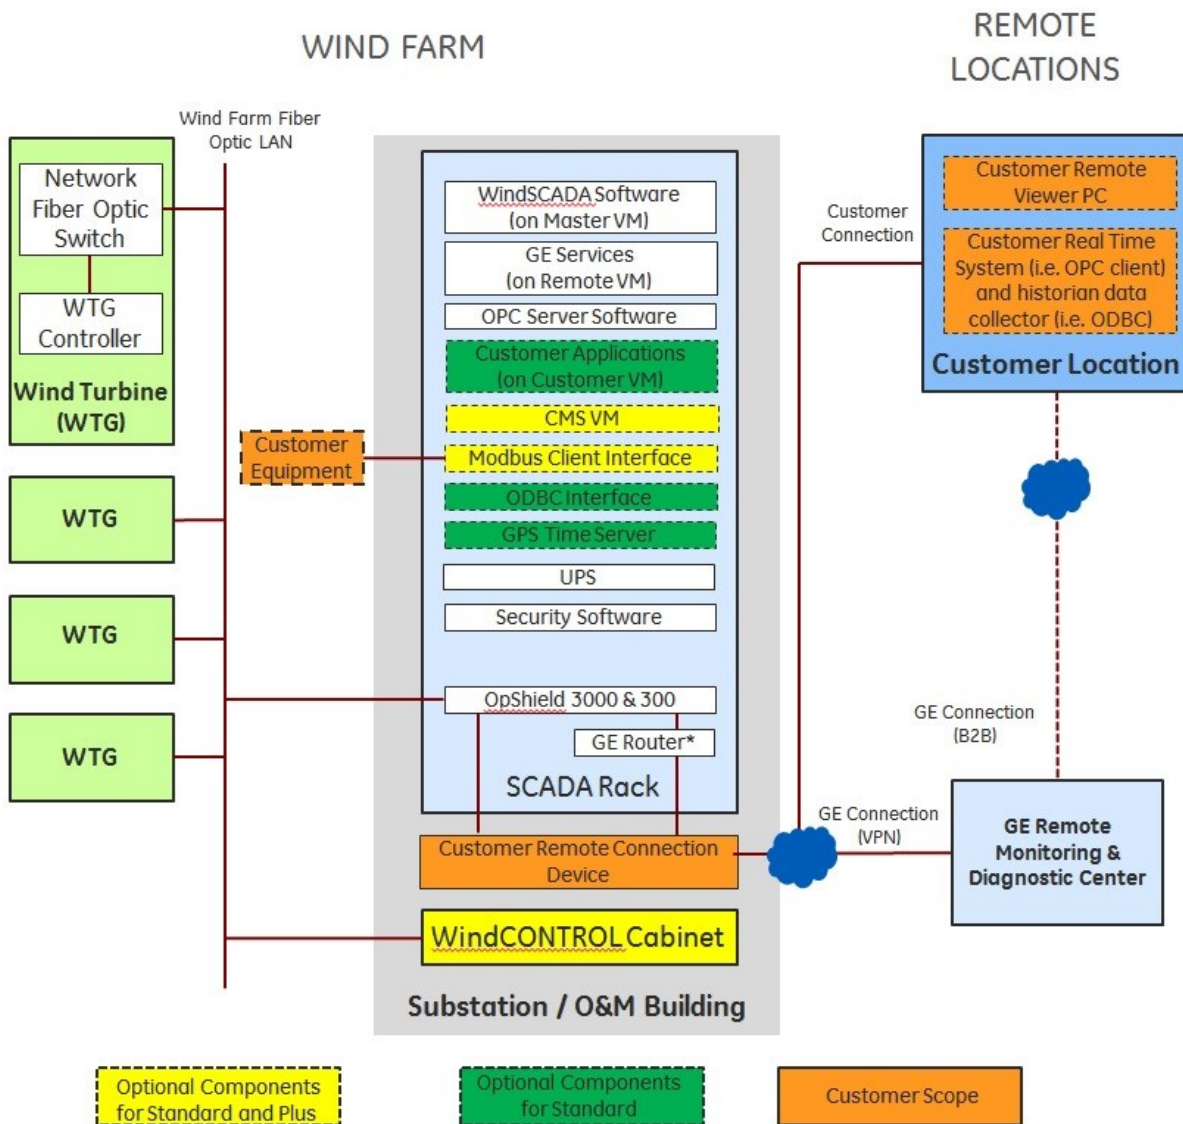 WIND FARM
REMOTE
LOCATIONS
Wind Farm Fiber
Optic LAN
Network
Fiber Optic
Switch
WTG
Controller
Wind Turbine
(WTG)
WTG
WTG
WTG
Customer
Equipment
WindSCADA Software
(on Master VM)
GE Services
(on Remote VM)
OPC Server Software
Customer Applications
(on Customer VM)
CMS VM
Modbus Client Interface
ODBC Interface
GPS Time Server
UPS
Security Software
OpShield 3000 & 300
GE Router*
SCADA Rack
Customer Remote Connection
Device
WindCONTROL Cabinet
Substation / O&M Building
Customer
Connection
Customer Remote
Viewer PC
Customer Real Time
System (i.e. OPC client)
and historian data
collector (i.e. ODBC)
Customer Location
GE Connection
(B2B)
GE Connection
(VPN)
GE Remote
Monitoring &
Diagnostic Center
Optional Components
for Standard and Plus
Optional Components
for Standard
Customer Scope